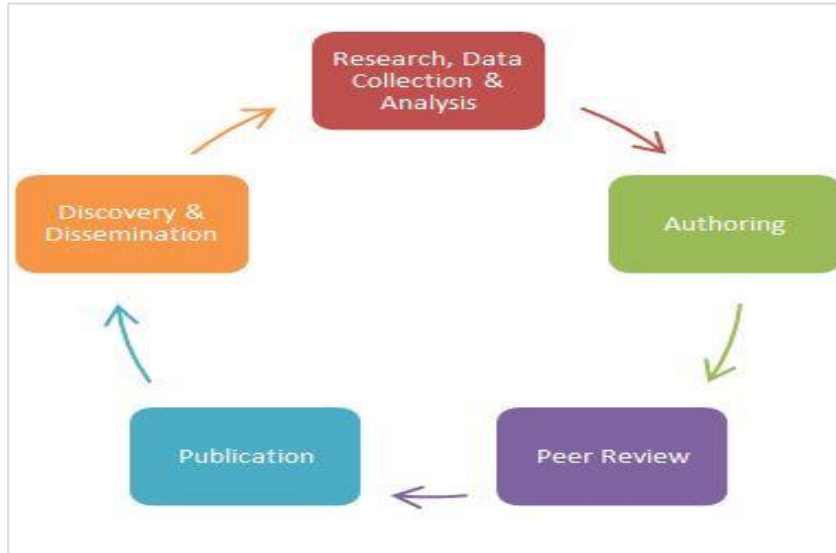 Research, Data
Collection &
Analysis
Authoring
Peer Review
Publication
Discovery &
Dissemination